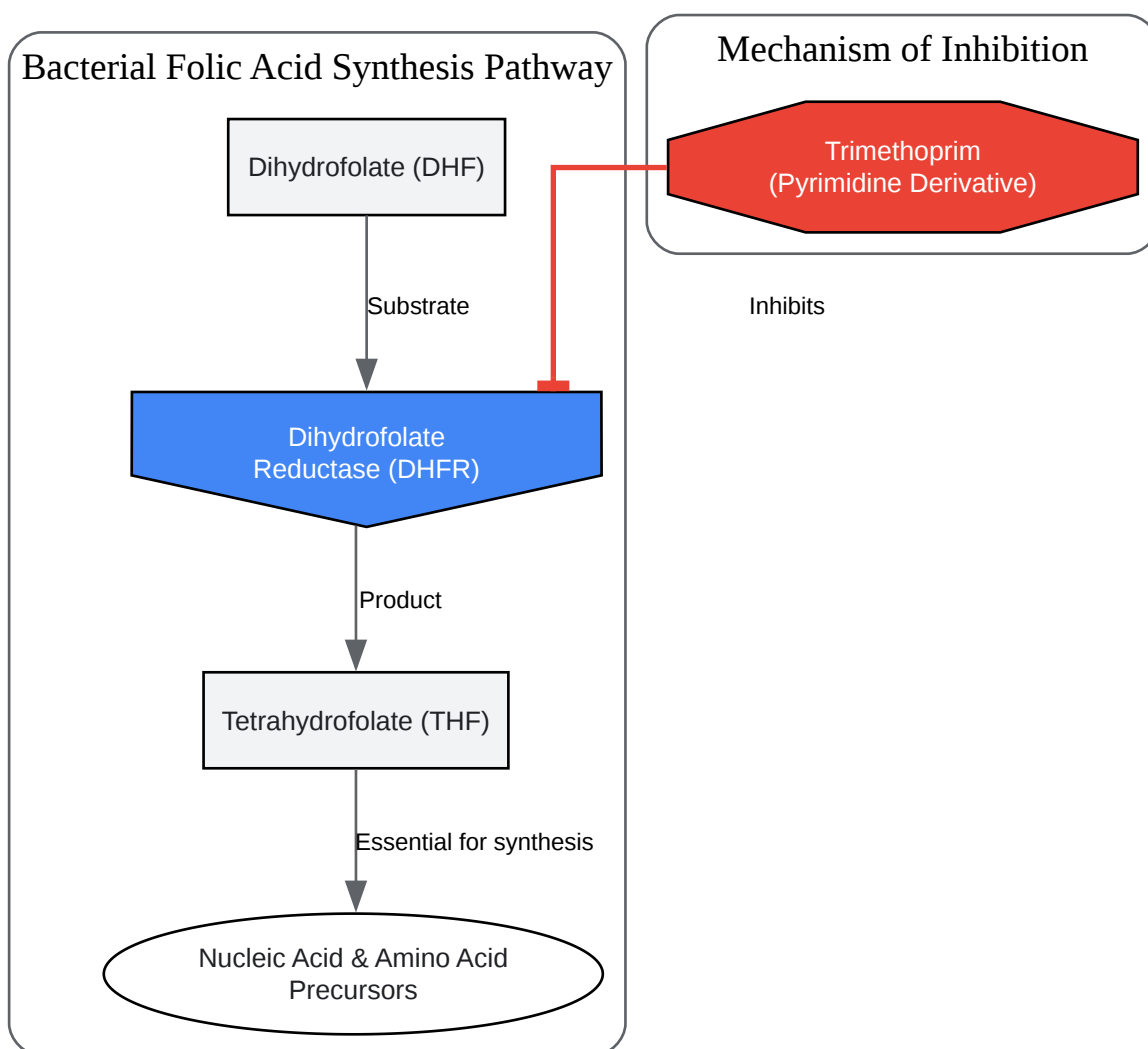 Bacterial Folic Acid Synthesis Pathway
Mechanism of Inhibition
Dihydrofolate (DHF)
Trimethoprim
(Pyrimidine Derivative)
Substrate
Inhibits
Dihydrofolate
Reductase (DHFR)
Product
Tetrahydrofolate (THF)
Essential for synthesis
Nucleic Acid & Amino Acid
Precursors